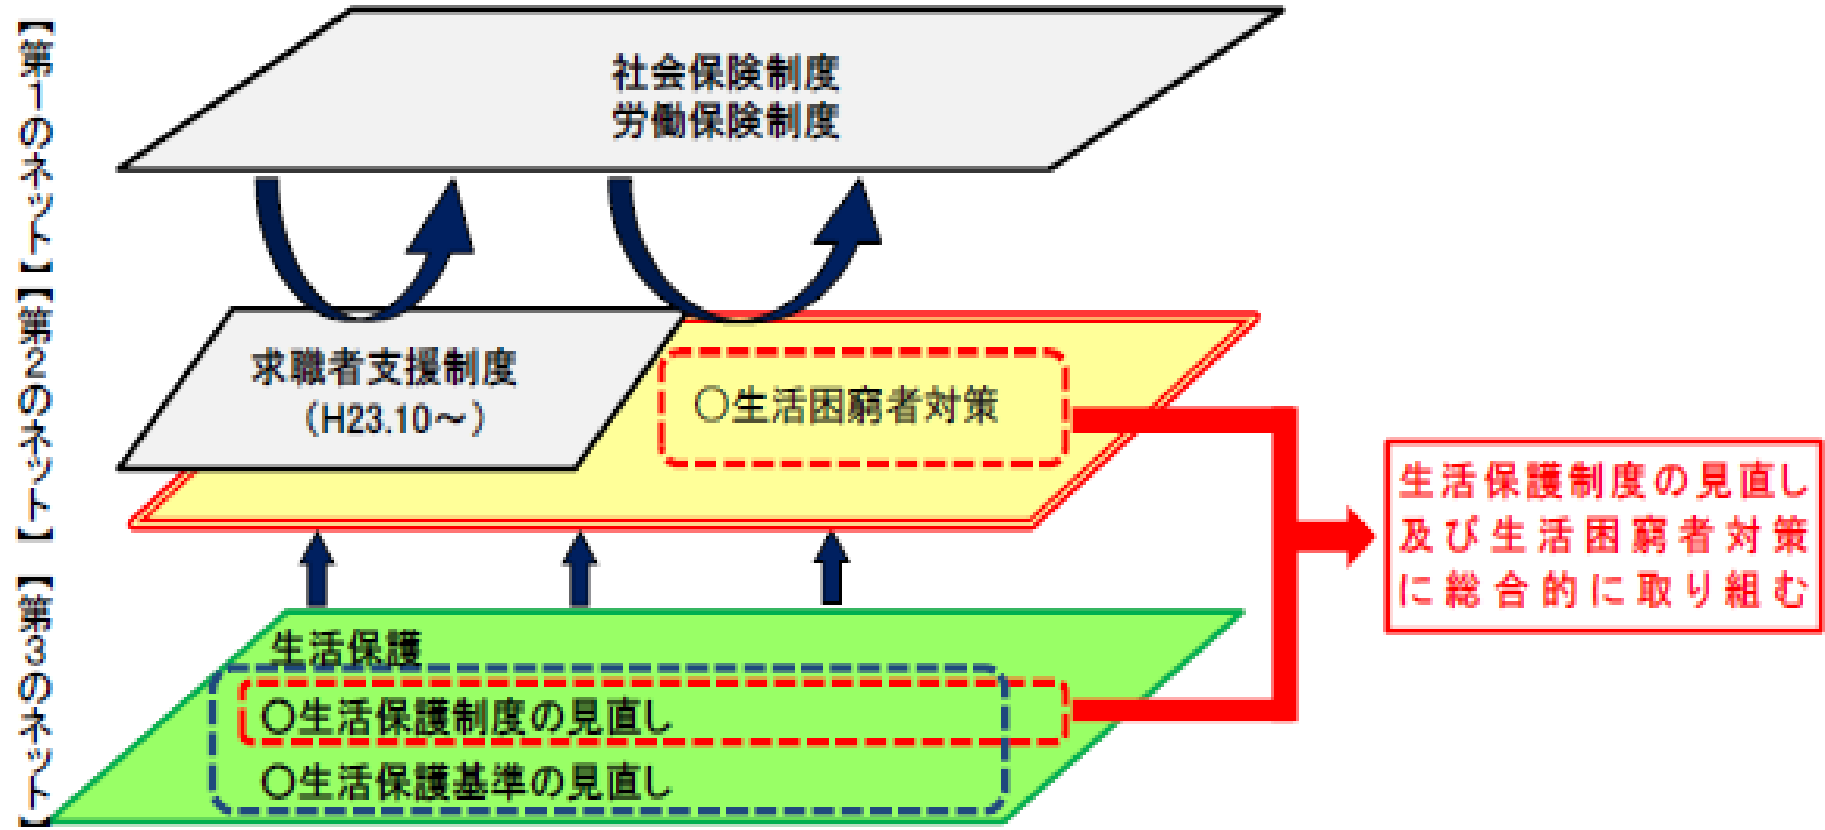 【第1のネット】
社会保険制度
労働保険制度
【第2のネット】
求職者支援制度
（H23.10～）
○生活困窮者対策
【第3のネット】
生活保護
○生活保護制度の見直し
○生活保護基準の見直し
生活保護制度の見直し
及び生活困窮者対策
に総合的に取り組む